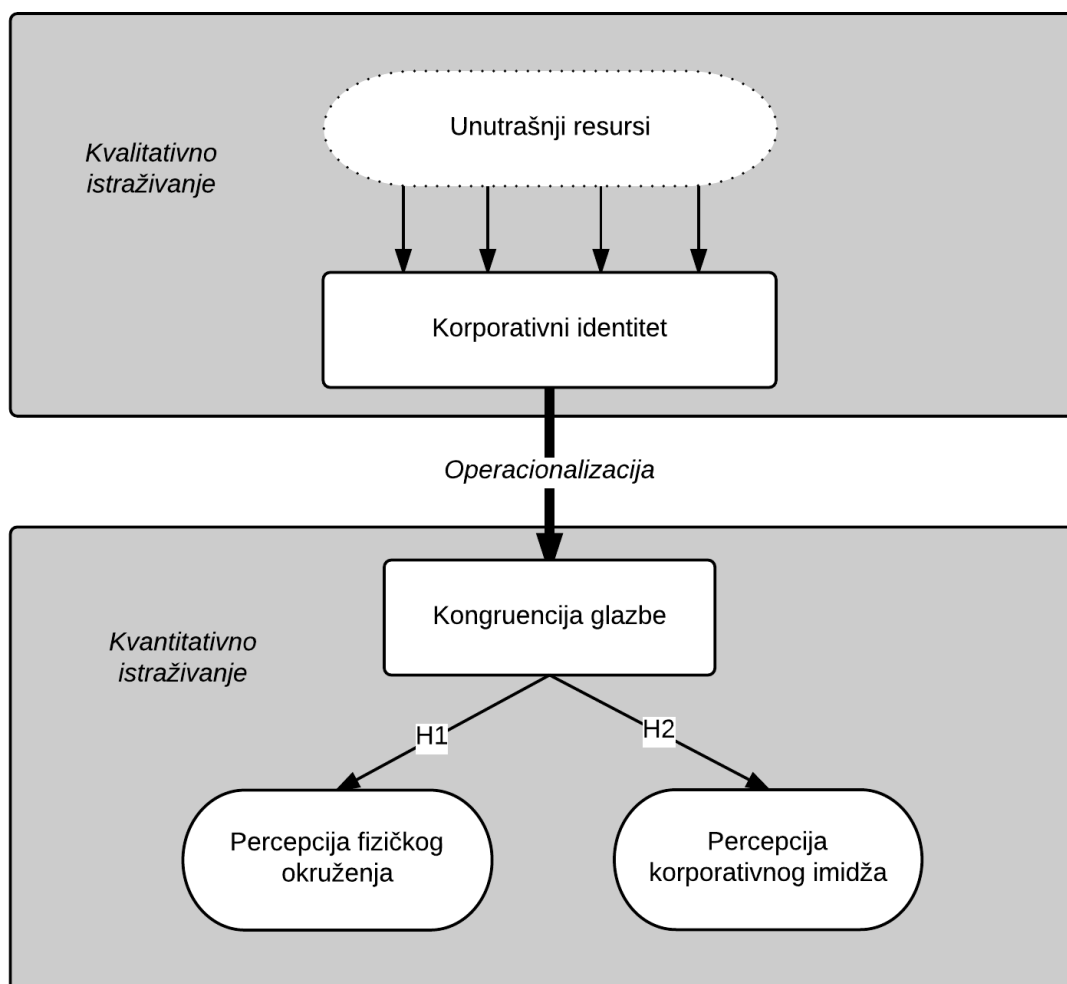 Unutrašnji resursi
Kvalitativno
istraživanje
Korporativni identitet
Operacionalizacija
Kongruencija glazbe
Kvantitativno
istraživanje
H1
H2
Percepcija fizičkog
okruženja
Percepcija
korporativnog imidža